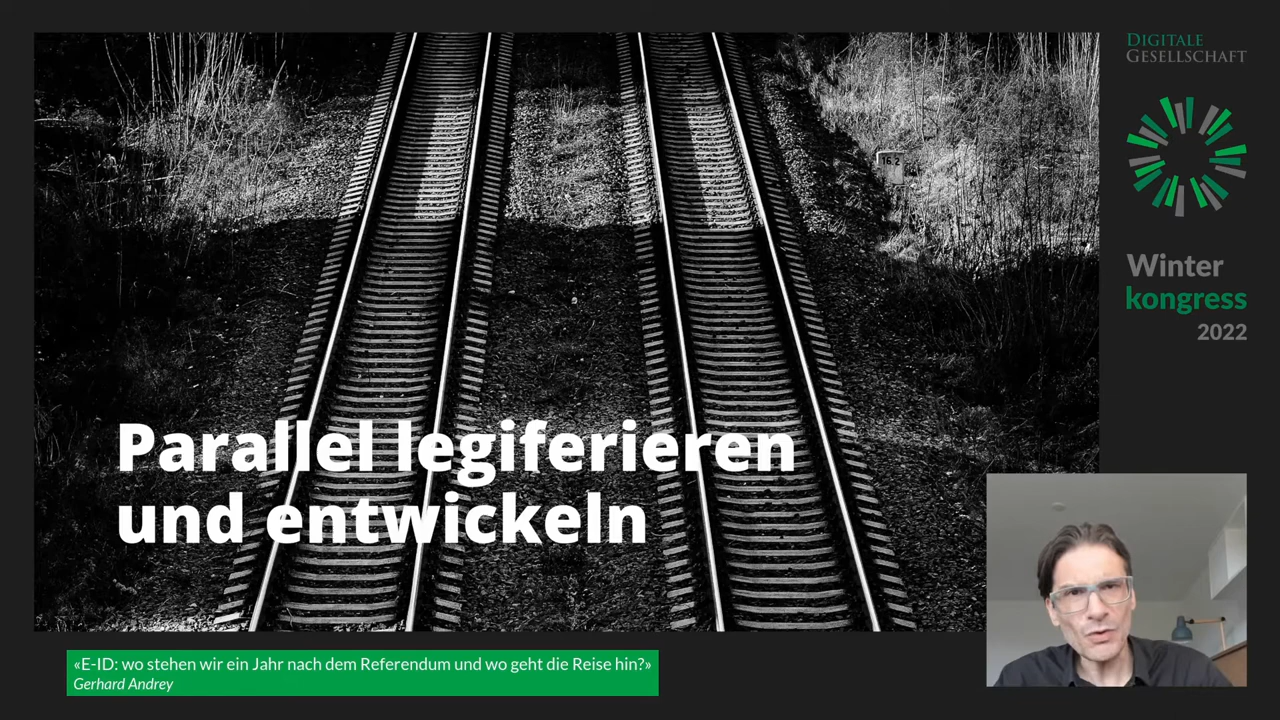 DIGITALE
GESELLSCHAFT
16.2
Winter
kongress
2022
Parallel legiferieren
und entwickeln
«E-ID: wo stehen wir ein Jahr nach dem Referendum und wo geht die Reise hin?»
Gerhard Andrey